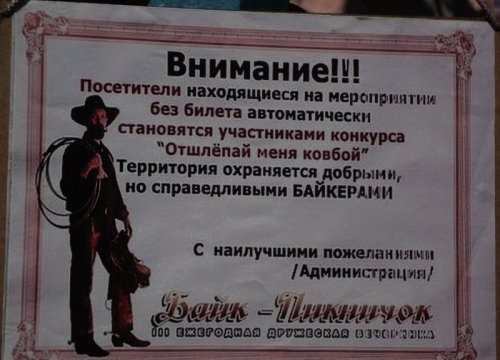 Внимание!!!
Посетители находящиеся на мероприятии
без билета автоматически
становятся участниками конкурса
"Отшлёпай меня ковбой"
Территория охраняется добрыми,
но справедливыми БАЙКЕРАМИ
С наилучшими пожеланиями
/Администрация/
Байк - Пикничок
III ЕЖЕГОДНАЯ ДРУЖЕСКАЯ ВЕЧЕРИНКА